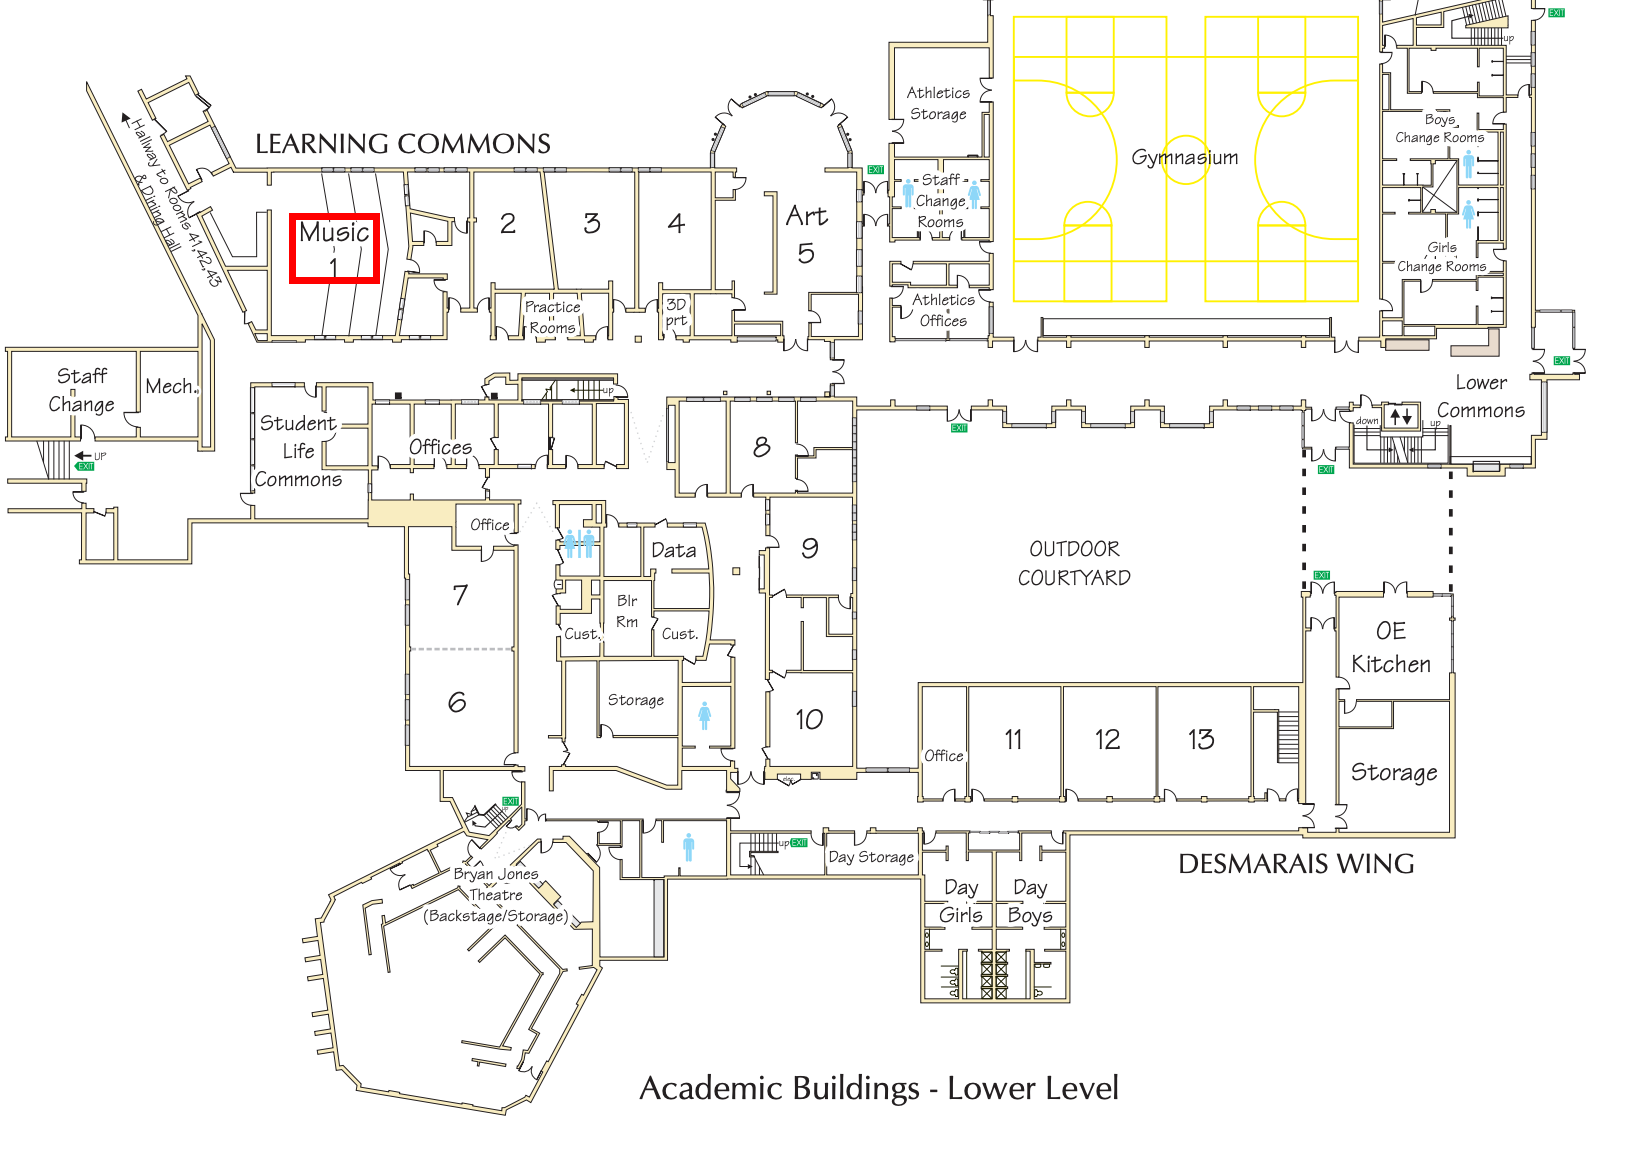 EXIT
up
Athletics
Storage
Gymnasium
Boys
Change Rooms
LEARNING COMMONS
Hallway to Rooms 41,42,43
& Dining Hall
EXIT
Staff
Change
Rooms
Music
1
2
3
4
Art
5
Girls
Change Rooms
Practice
Rooms
3D
prt
Athletics
Offices
EXIT
Staff
Change
Mech.
up
Lower
Commons
Student
Life
Commons
Offices
8
EXIT
down
up
UP
EXIT
EXIT
Office
Data
9
OUTDOOR
COURTYARD
EXIT
7
Blr
Rm
Cust.
Cust.
OE
Kitchen
6
Storage
10
Office
11
12
13
Storage
EXIT
up
up
EXIT
Day Storage
DESMARAIS WING
Bryan Jones
Theatre
(Backstage/Storage)
Day
Girls
Day
Boys
Academic Buildings - Lower Level